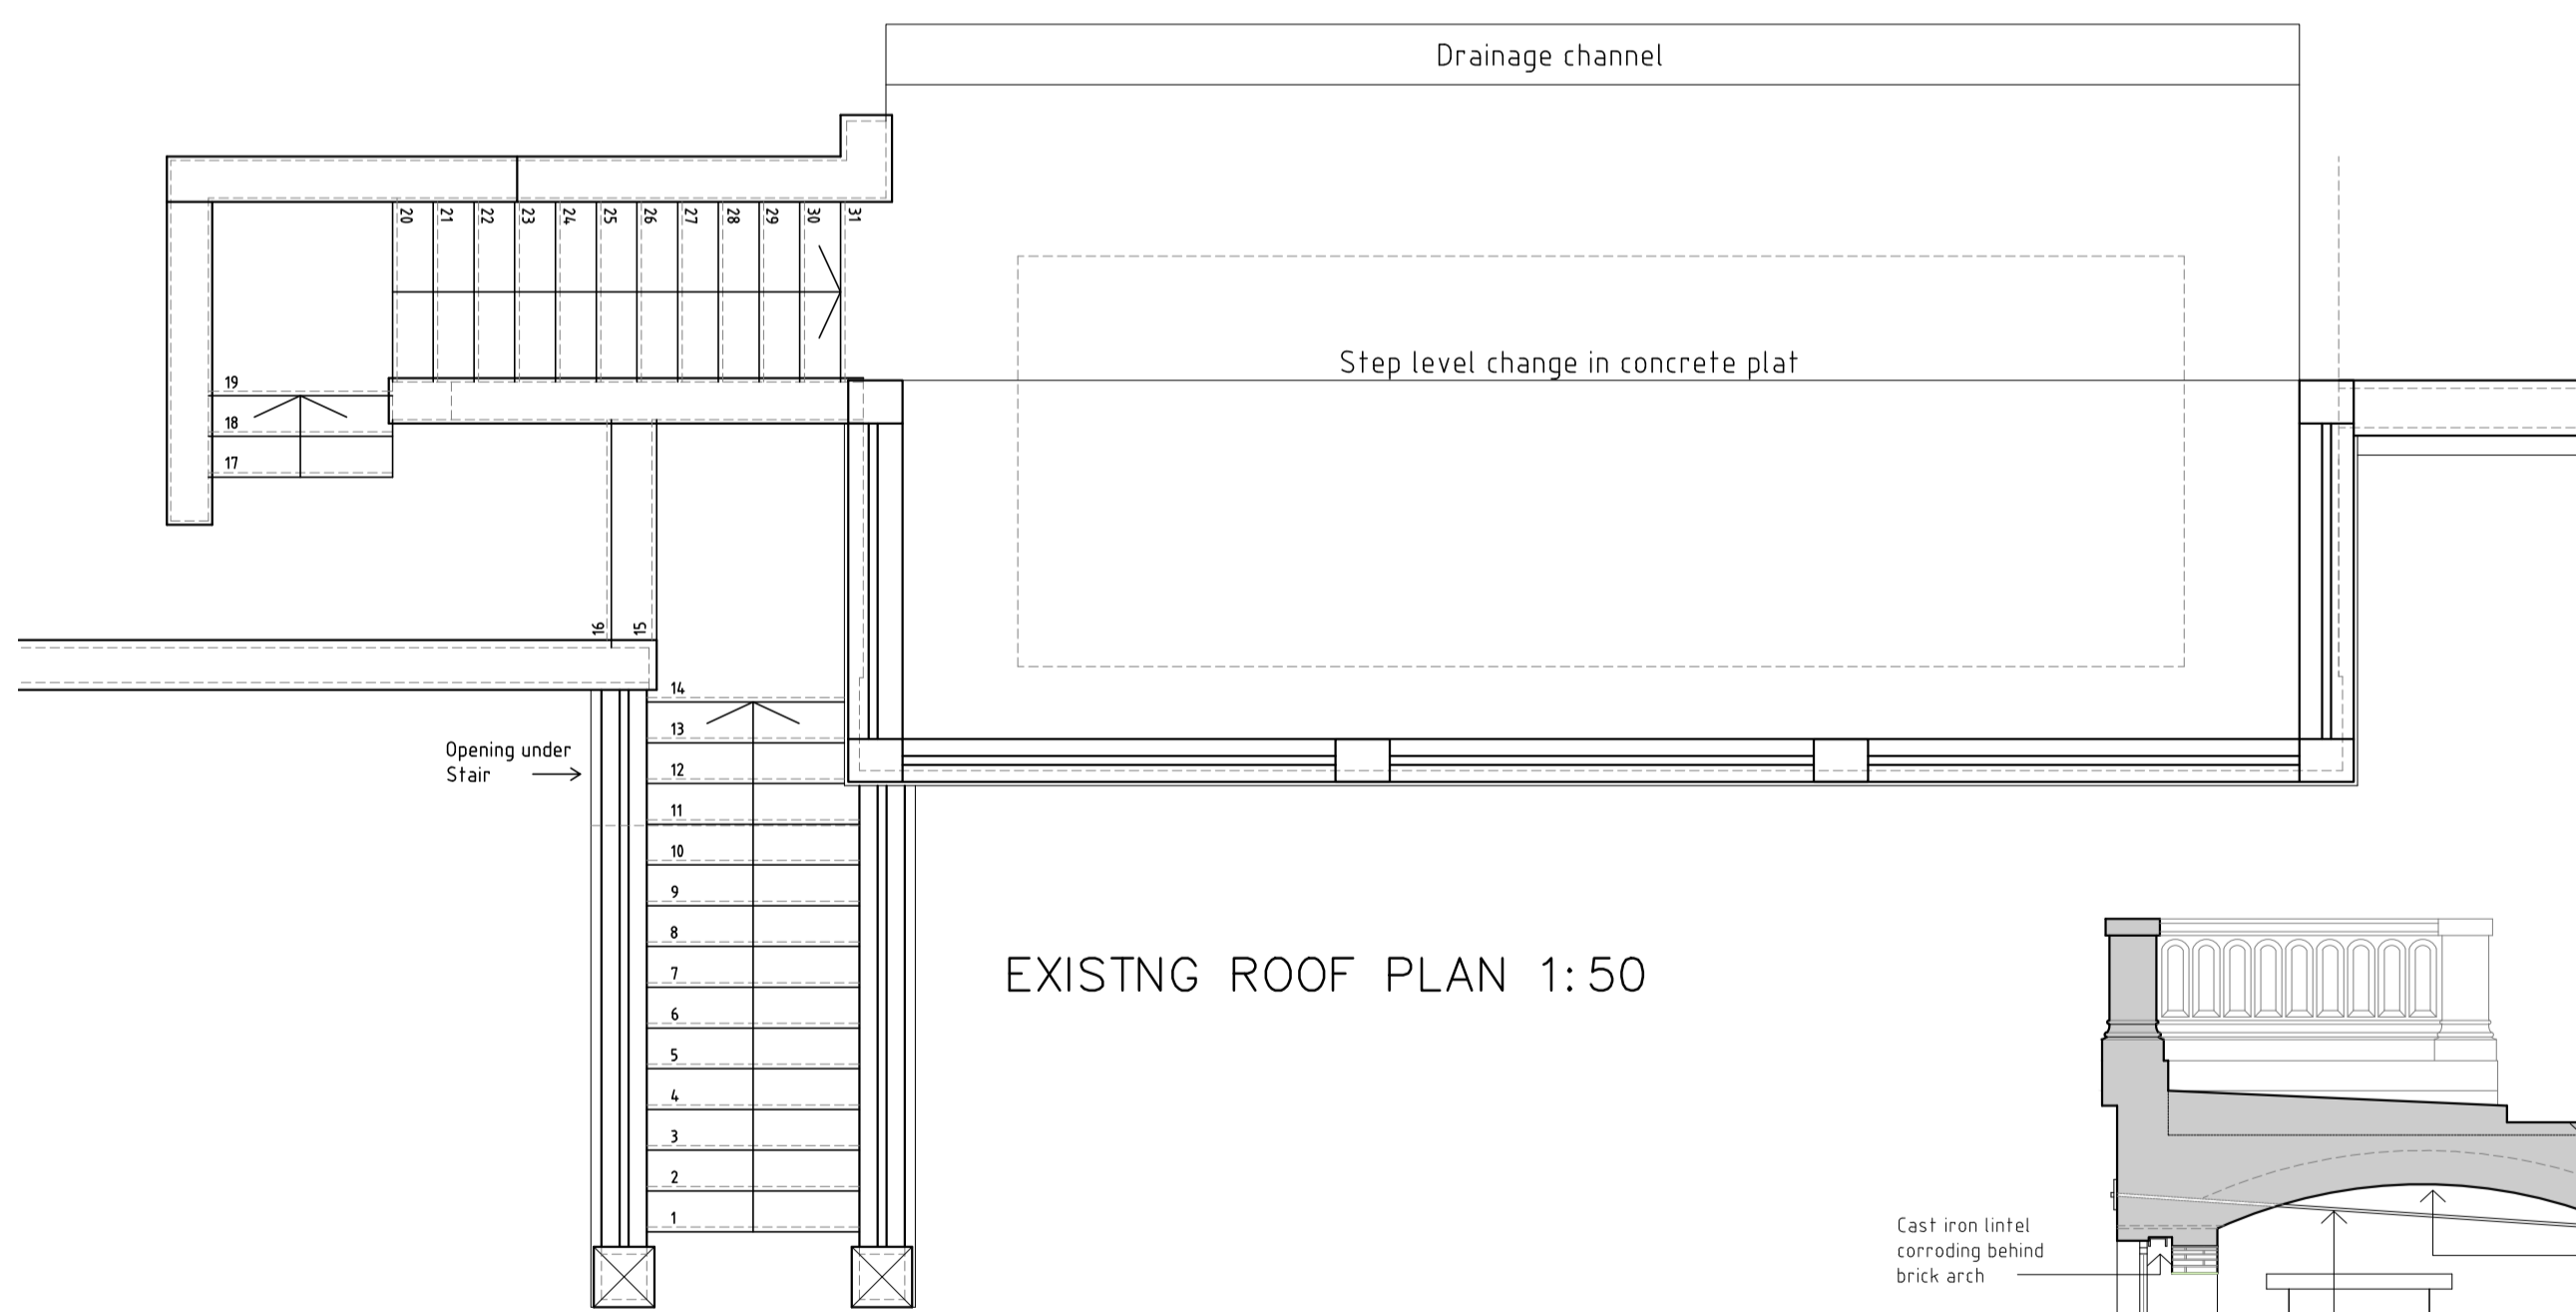 Drainage channel
20 21 22 23 24 25 26 27 28 29 30 31
Step level change in concrete plat
19
18
17
16 15
14
13
Opening under
Stair
12
11
10
9
8
7
6
5
4
3
2
1
EXISTNG ROOF PLAN 1:50
Cast iron lintel
corroding behind
brick arch